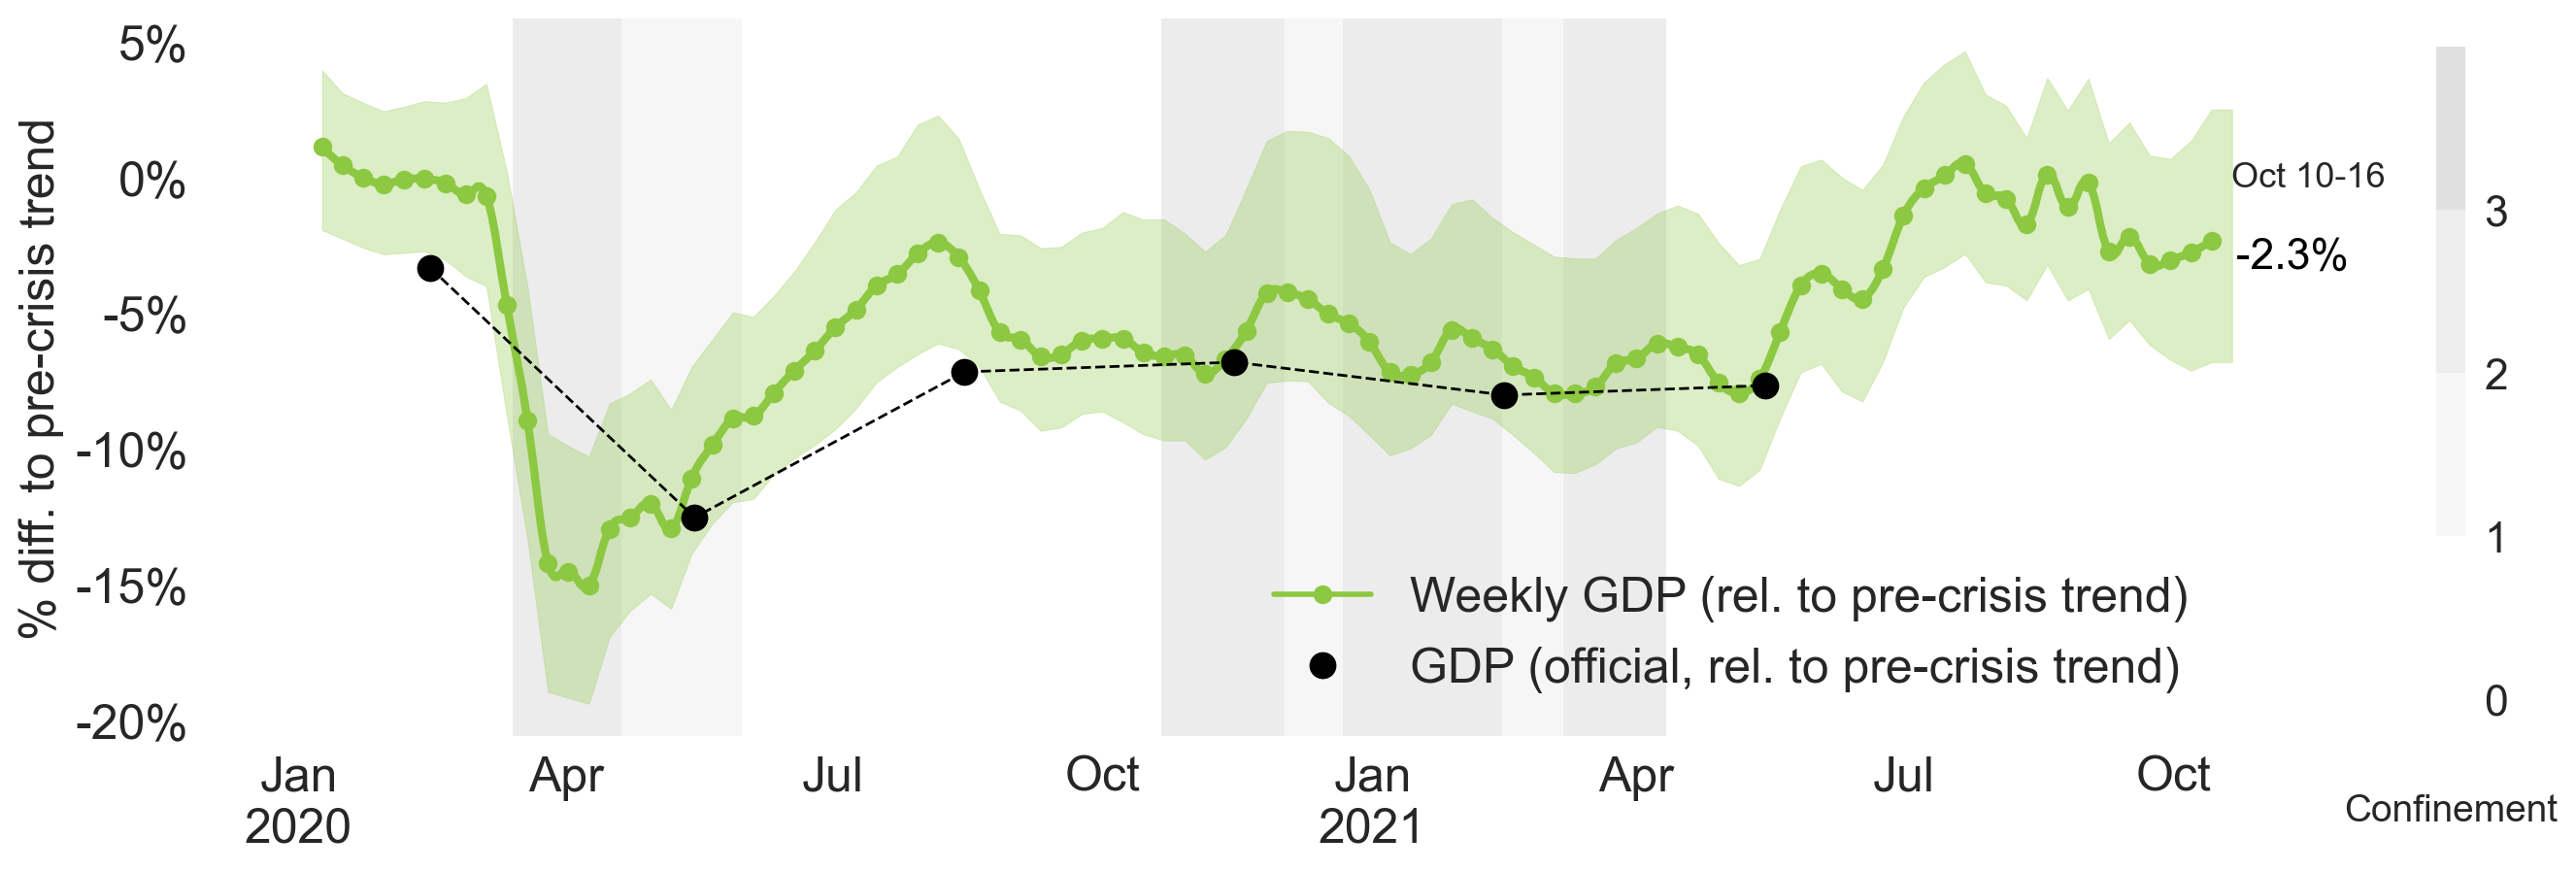 % diff. to pre-crisis trend
5%
0%
-5%
-10%
-15%
-20%
Oct 10-16
-2.3%
Weekly GDP (rel. to pre-crisis trend)
GDP (official, rel. to pre-crisis trend)
Jan
2020
Apr
Jul
Oct
Jan
2021
Apr
Jul
Oct
3
2
1
0
Confinement